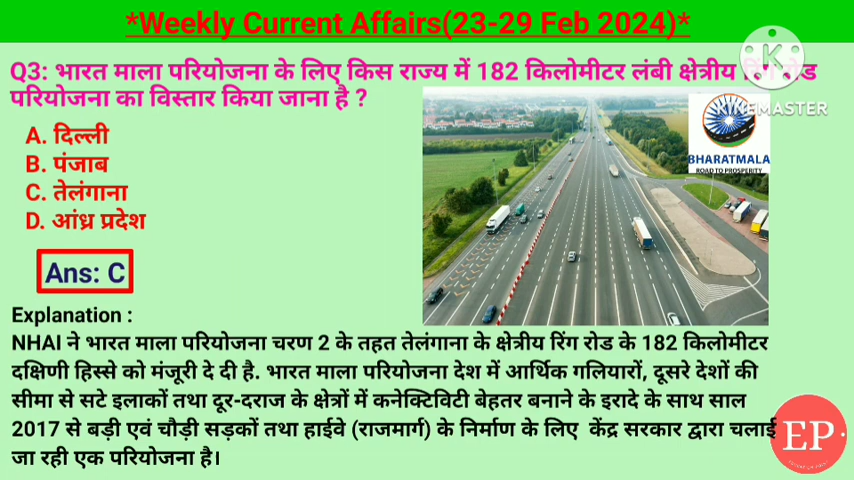 *Weekly Current Affairs(23-29 Feb 2024)*
Q3: भारत माला परियोजना के लिए किस राज्य में 182 किलोमीटर लंबी क्षेत्रीय रिंग रोड
परियोजना का विस्तार किया जाना है ?
KINEMASTER
A. दिल्ली
B. पंजाब
C. तेलंगाना
D. आंध्र प्रदेश
BHARATMALA
ROAD TO PROSPERITY
Ans: C
Explanation :
NHAI ने भारत माला परियोजना चरण 2 के तहत तेलंगाना के क्षेत्रीय रिंग रोड के 182 किलोमीटर
दक्षिणी हिस्से को मंजूरी दे दी है. भारत माला परियोजना देश में आर्थिक गलियारों, दूसरे देशों की
सीमा से सटे इलाकों तथा दूर-दराज के क्षेत्रों में कनेक्टिविटी बेहतर बनाने के इरादे के साथ साल
2017 से बड़ी एवं चौड़ी सड़कों तथा हाईवे (राजमार्ग) के निर्माण के लिए केंद्र सरकार द्वारा चलाई
जा रही एक परियोजना है।
EP